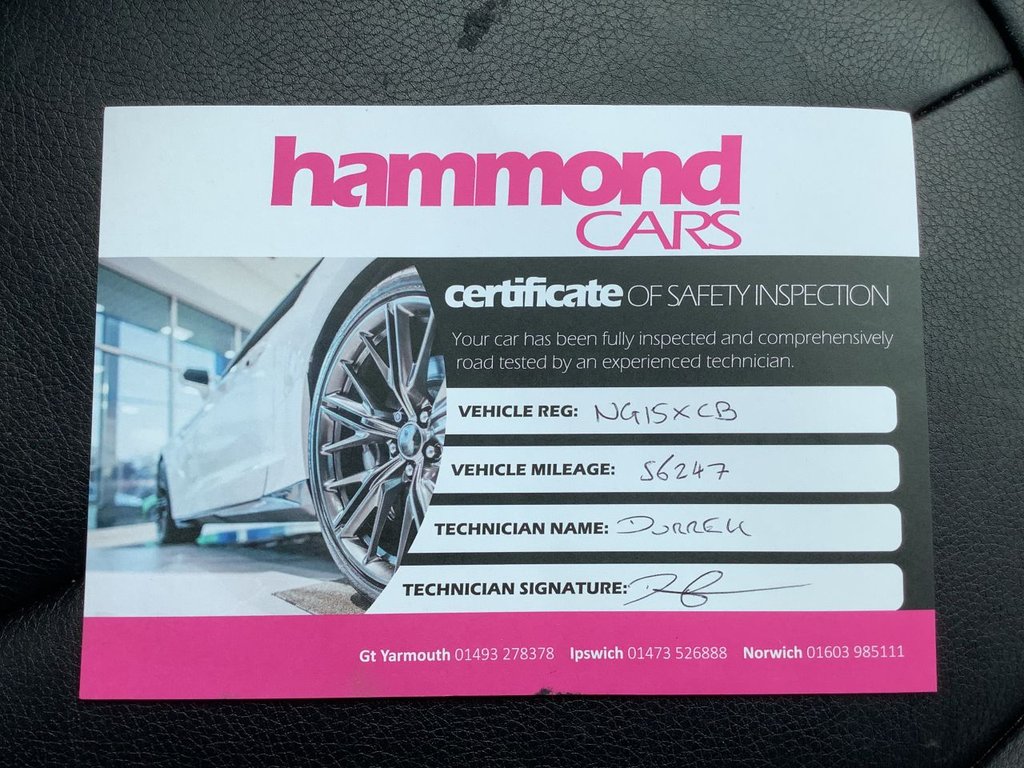 hammond
CARS
certificate OF SAFETY INSPECTION
Your car has been fully inspected and comprehensively
road tested by an experienced technician.
VEHICLE REG: NG15XCB
VEHICLE MILEAGE: 56247
TECHNICIAN NAME:
TECHNICIAN SIGNATURE:
Gt Yarmouth 01493 278378 Ipswich 01473 526888 Norwich 01603 985111